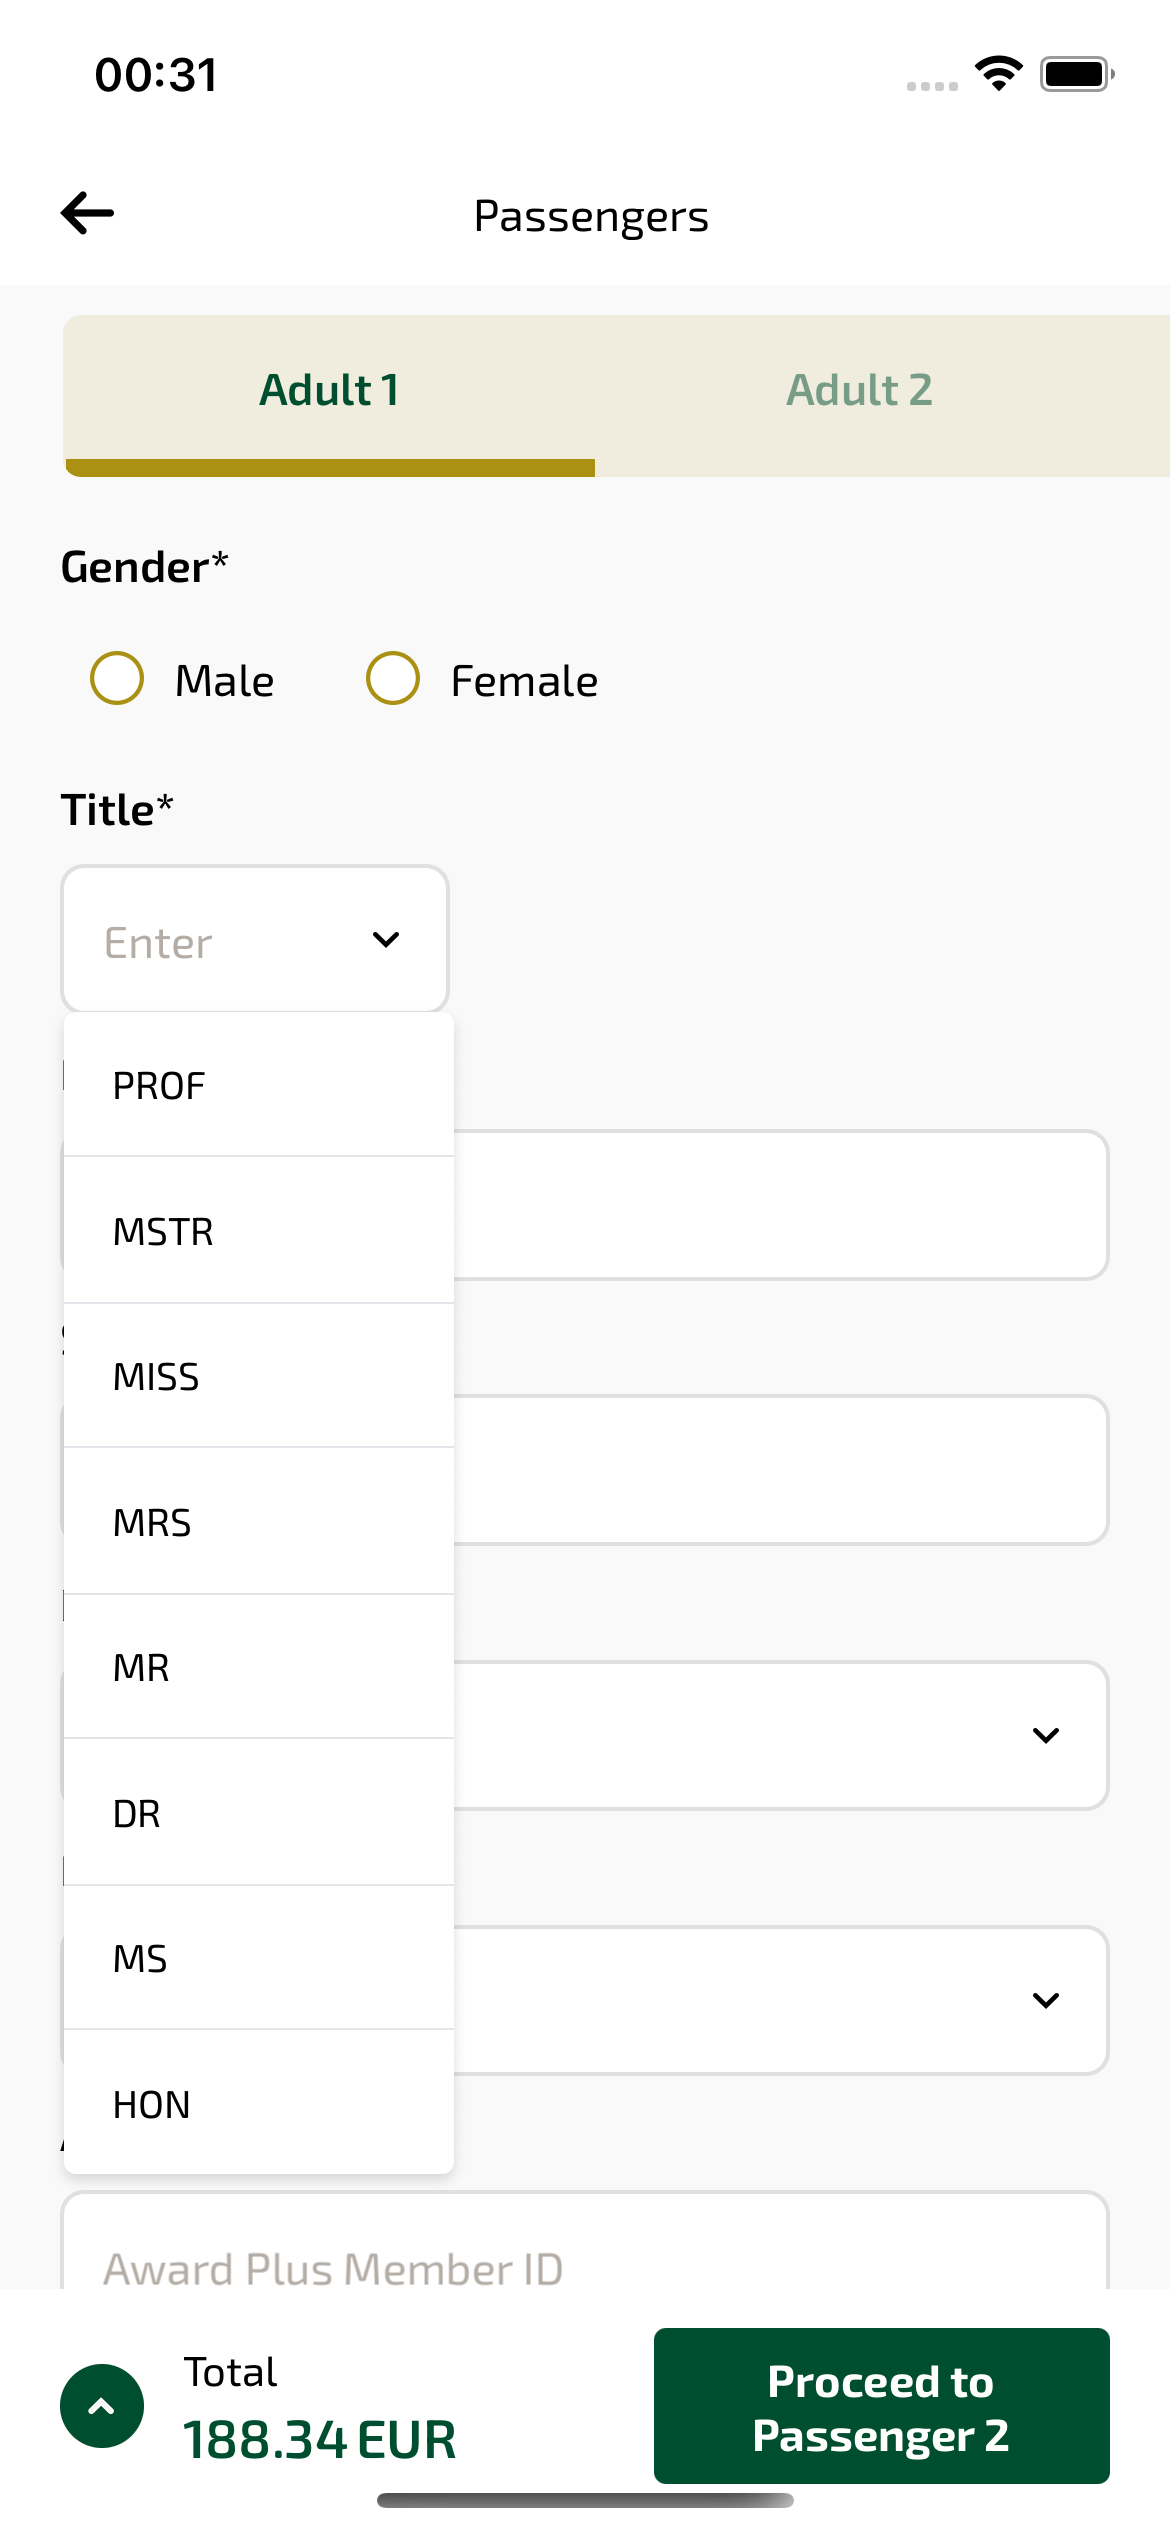 00:31
Passengers
Adult 1
Adult 2
Gender*
Male
Female
Title*
Enter
PROF
MSTR
MISS
MRS
MR
DR
MS
HON
Award Plus Member ID
Total
188.34 EUR
Proceed to
Passenger 2